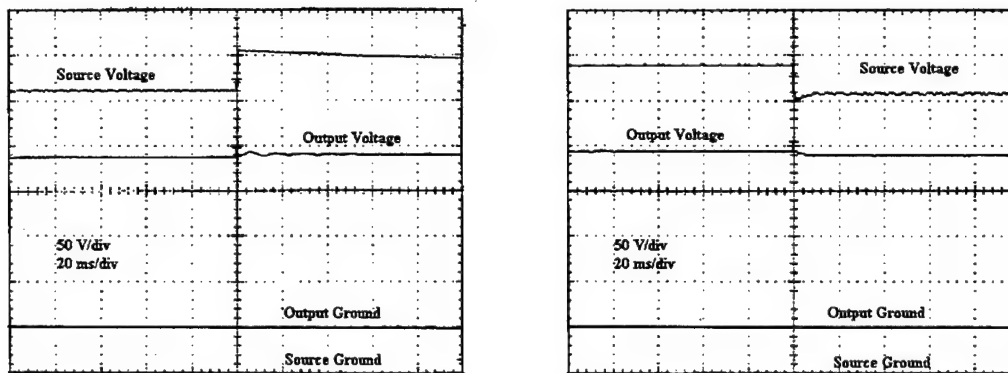 Source Voltage
Output Voltage
50 V/div
20 ms/div
Output Ground
Source Ground
Source Voltage
Output Voltage
50 V/div
20 ms/div
Output Ground
Source Ground